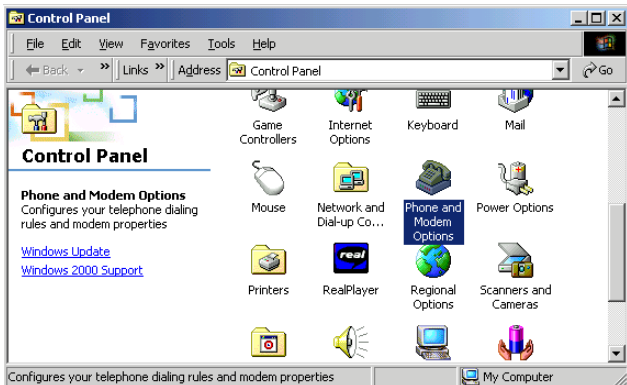 Control Panel
File Edit View Favorites Tools Help
Back » Links » Address Control Panel Go
Control Panel
Phone and Modem Options
Configures your telephone dialing
rules and modem properties
Windows Update
Windows 2000 Support
Game
Controllers
Internet
Options
Keyboard
Mail
Mouse
Network and
Dial-up Co...
Phone and
Modem
Options
Power Options
Printers
real
RealPlayer
Regional
Options
Scanners and
Cameras
Configures your telephone dialing rules and modem properties
My Computer